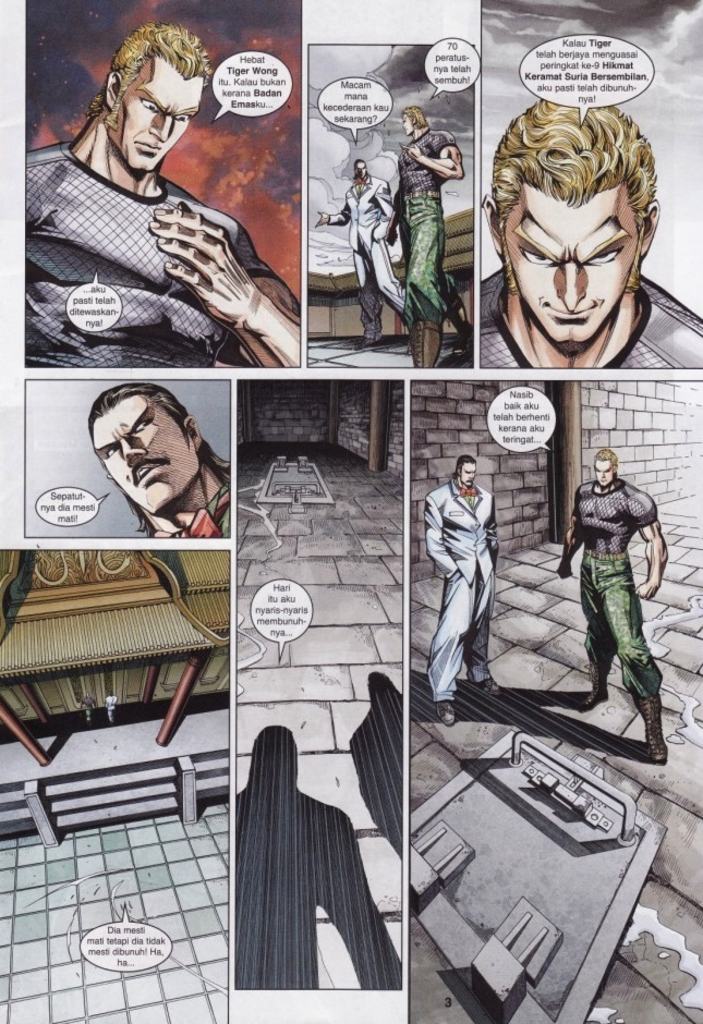 Hebat
Tiger Wong
itu. Kalau bukan
kerana Badan
Emasku...
...aku
pasti telah
ditewaskan-
nya!
Macam
mana
kecederaan kau
sekarang?
70
peratus-
nya telah
sembuh!
Kalau Tiger
telah berjaya menguasai
peringkat ke-9 Hikmat
Keramat Suria Bersembilan,
aku pasti telah dibunuh-
nya!
Sepatut-
nya dia mesti
mati!
Dia mesti
mati tetapi dia tidak
mesti dibunuh! Ha,
ha...
Hari
itu aku
nyaris-nyaris
membunuh-
nya...
Nasib
baik aku
telah berhenti
kerana aku
teringat...
3